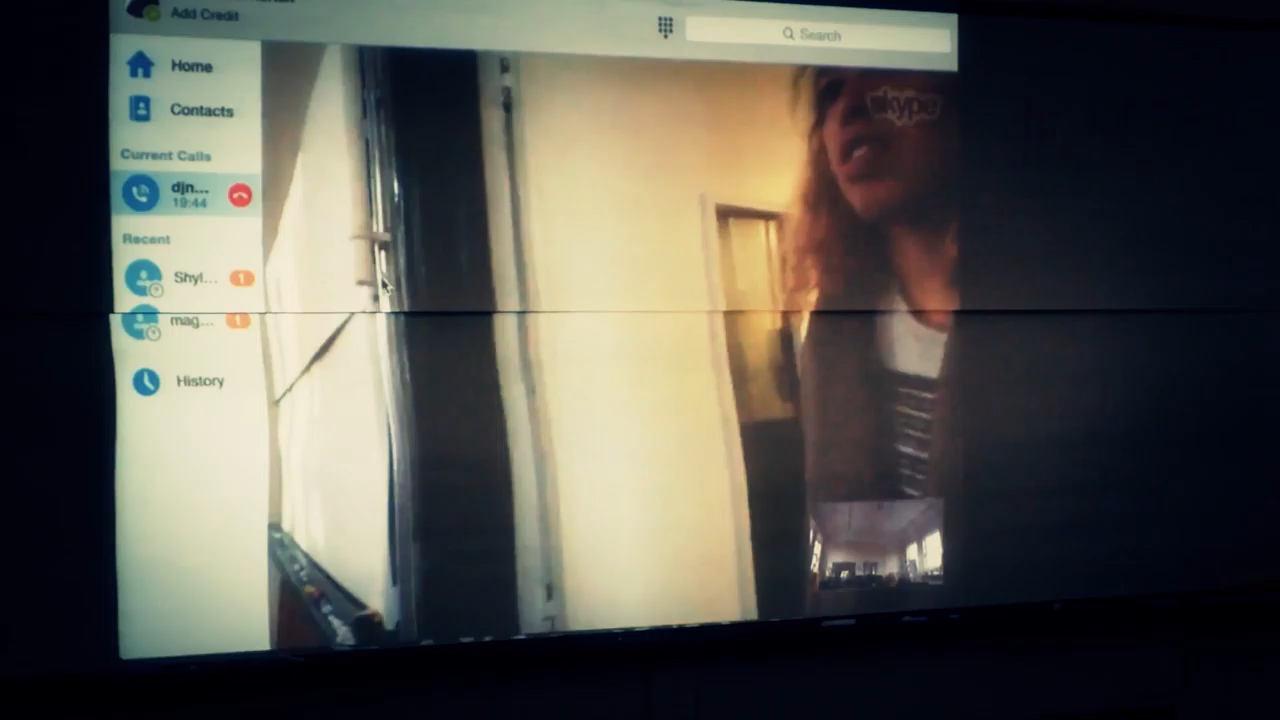 Add Credit
Search
Home
Contacts
skype
Current Calls
djn...
19:44
Recent
Shyl...
1
mag...
1
History